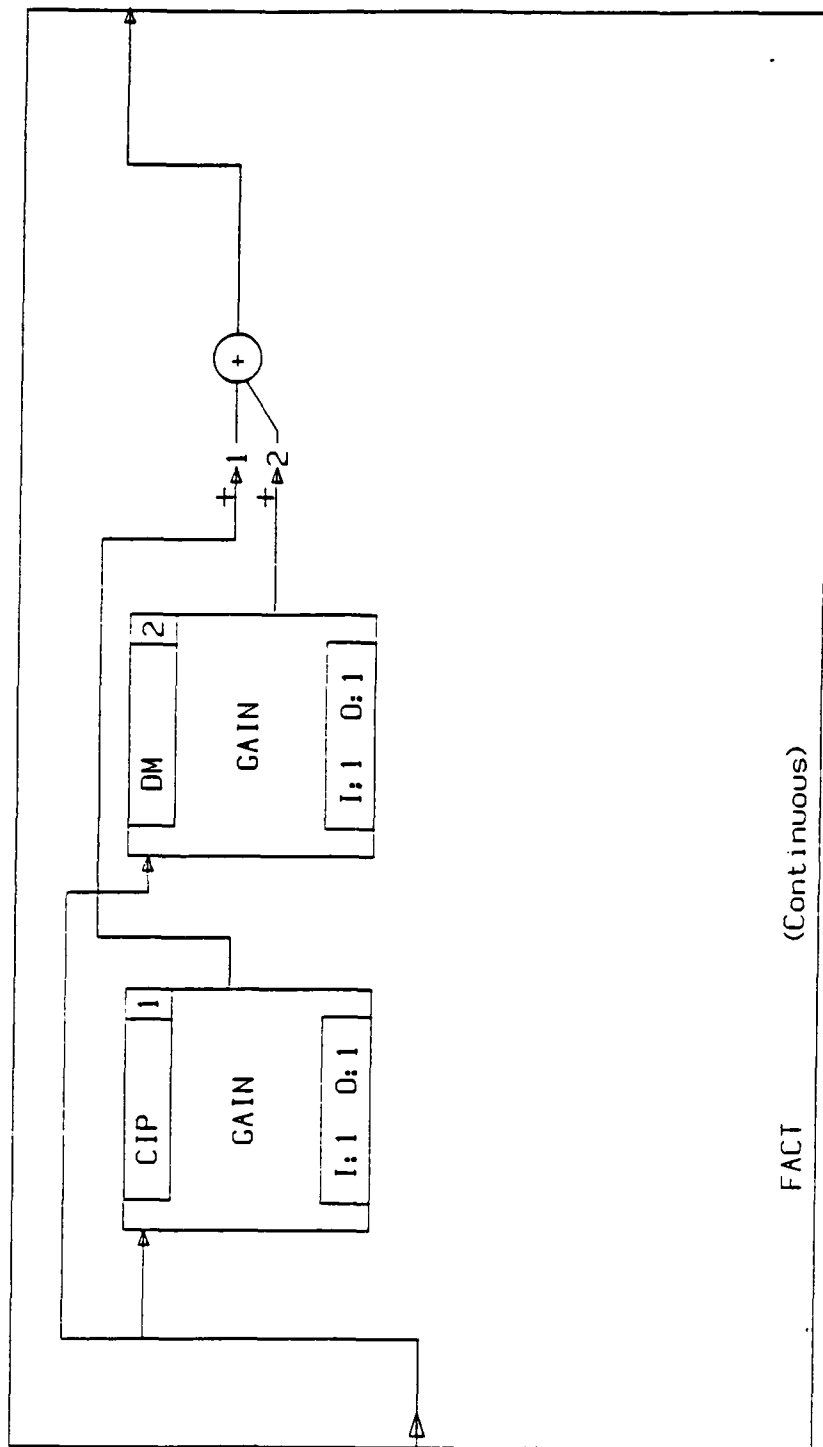 CIP 1
GAIN
I:1 O:1
DM 2
GAIN
I:1 O:1
+ 1
+ 2
+
FACT (Continuous)